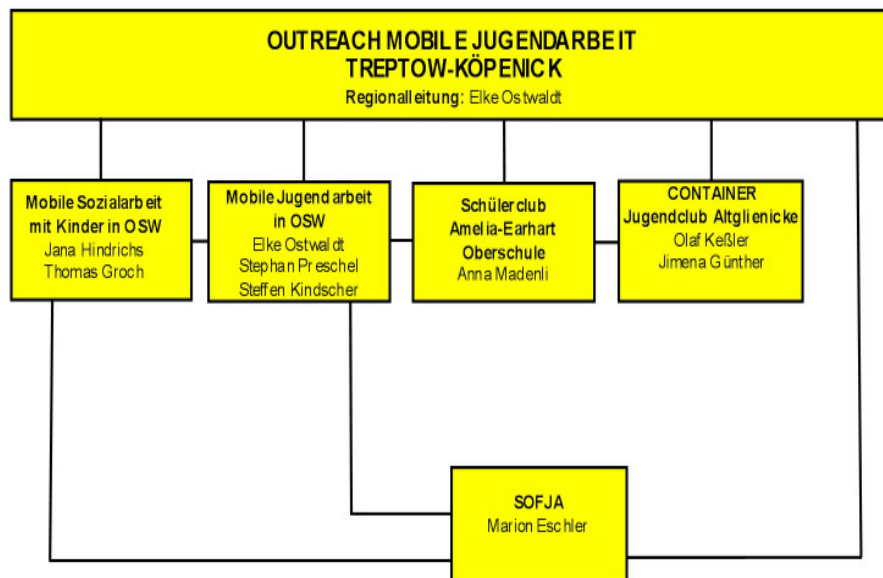 OUTREACH MOBILE JUGENDARBEIT
TREPTOW-KÖPENICK
Regionalleitung: Elke Ostwaldt
Mobile Sozialarbeit
mit Kinder in OSW
Jana Hindrichs
Thomas Groch
Mobile Jugendarbeit
in OSW
Elke Ostwaldt
Stephan Preschel
Steffen Kindscher
Schülerclub
Amelia-Earhart
Oberschule
Anna Madenli
CONTAINER
Jugendclub Altglienicke
Olaf Keßler
Jimena Günther
SOFJA
Marion Eschler